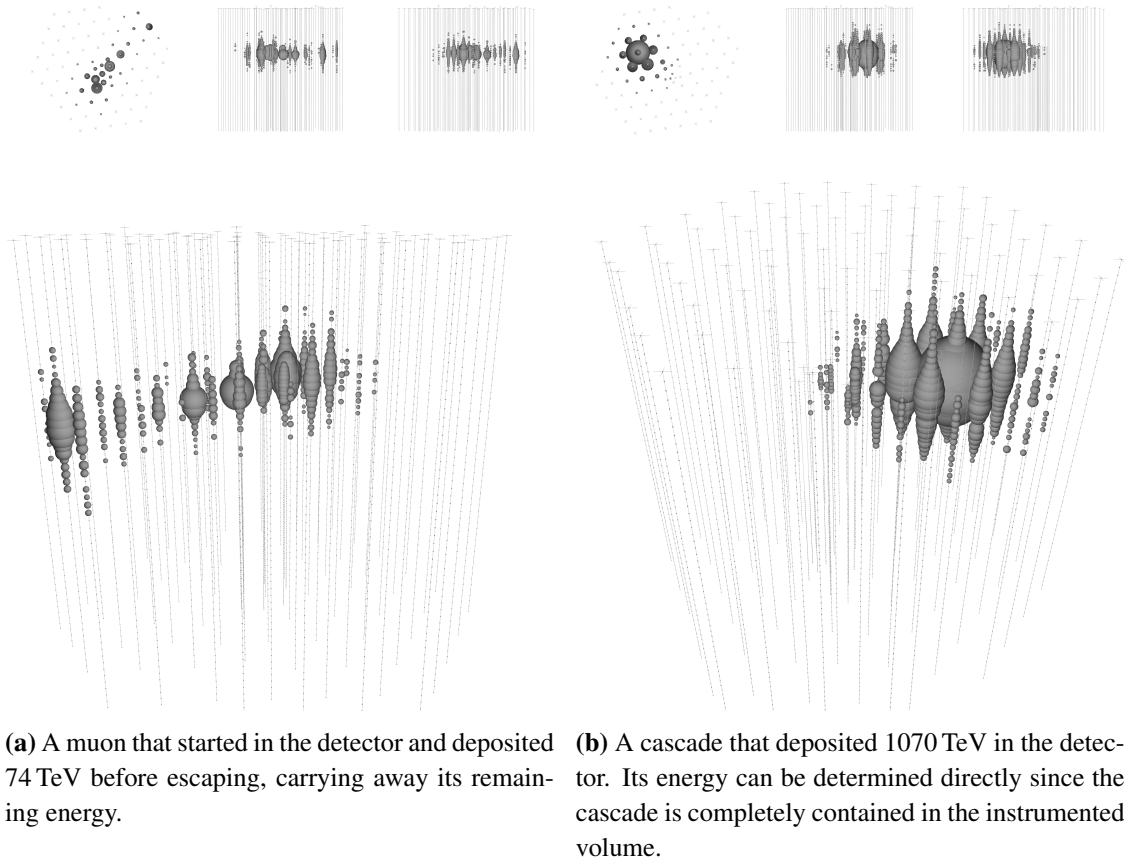 (a) A muon that started in the detector and deposited
74 TeV before escaping, carrying away its remain-
ing energy.
(b) A cascade that deposited 1070 TeV in the detec-
tor. Its energy can be determined directly since the
cascade is completely contained in the instrumented
volume.